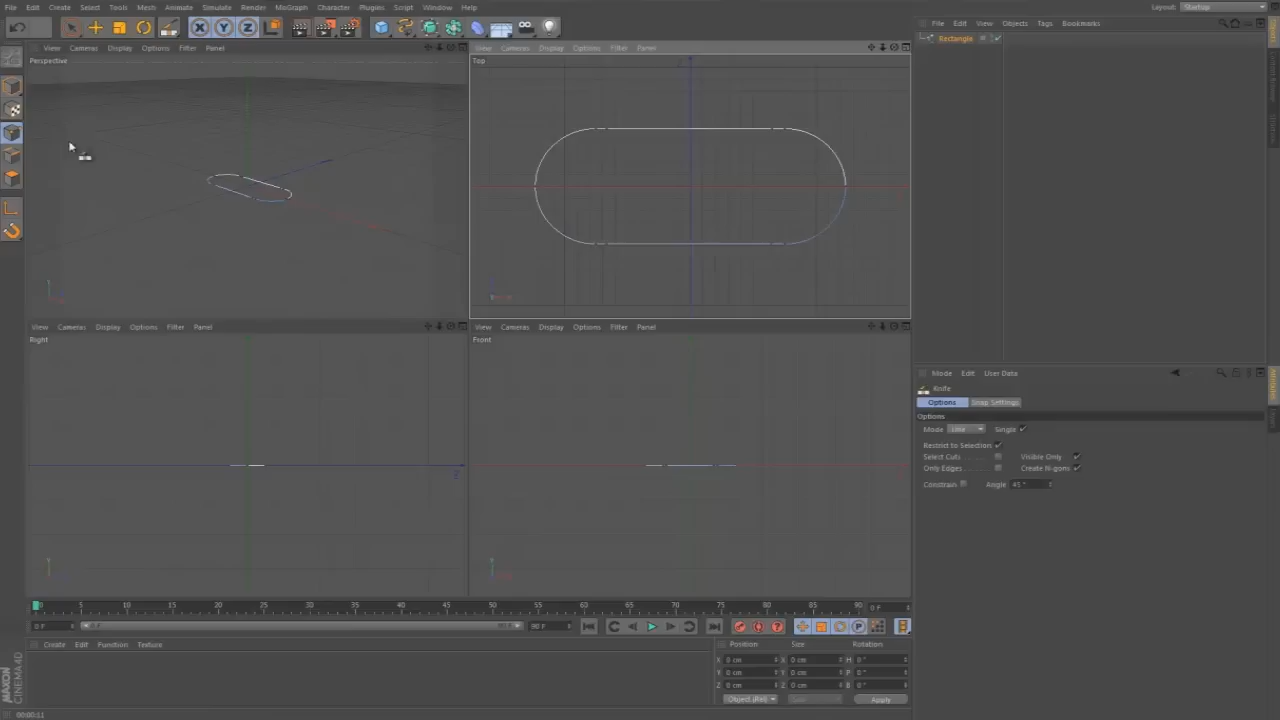 File Edit Create Select Tools Mesh Animate Simulate Render MoGraph Character Plugins Script Window Help
Layout: Startup
X Y Z
File Edit View Objects Tags Bookmarks
Rectangle
View Cameras Display Options Filter Panel
Perspective
View Cameras Display Options Filter Panel
Top
View Cameras Display Options Filter Panel
Right
View Cameras Display Options Filter Panel
Front
Mode Edit User Data
Knife
Options Snap Settings
Options
Mode Line Single
Restrict to Selection
Select Cuts Visible Only
Only Edges Create N-gons
Constrain Angle 45 °
0 5 10 15 20 25 30 35 40 45 50 55 60 65 70 75 80 85 90 0 F
0 F 90 F
Create Edit Function Texture
Position Size Rotation
X 0 cm X 0 cm H 0 °
Y 0 cm Y 0 cm P 0 °
Z 0 cm Z 0 cm B 0 °
Object (Rel) Apply
MAXON
CINEMA4D
00:00:11